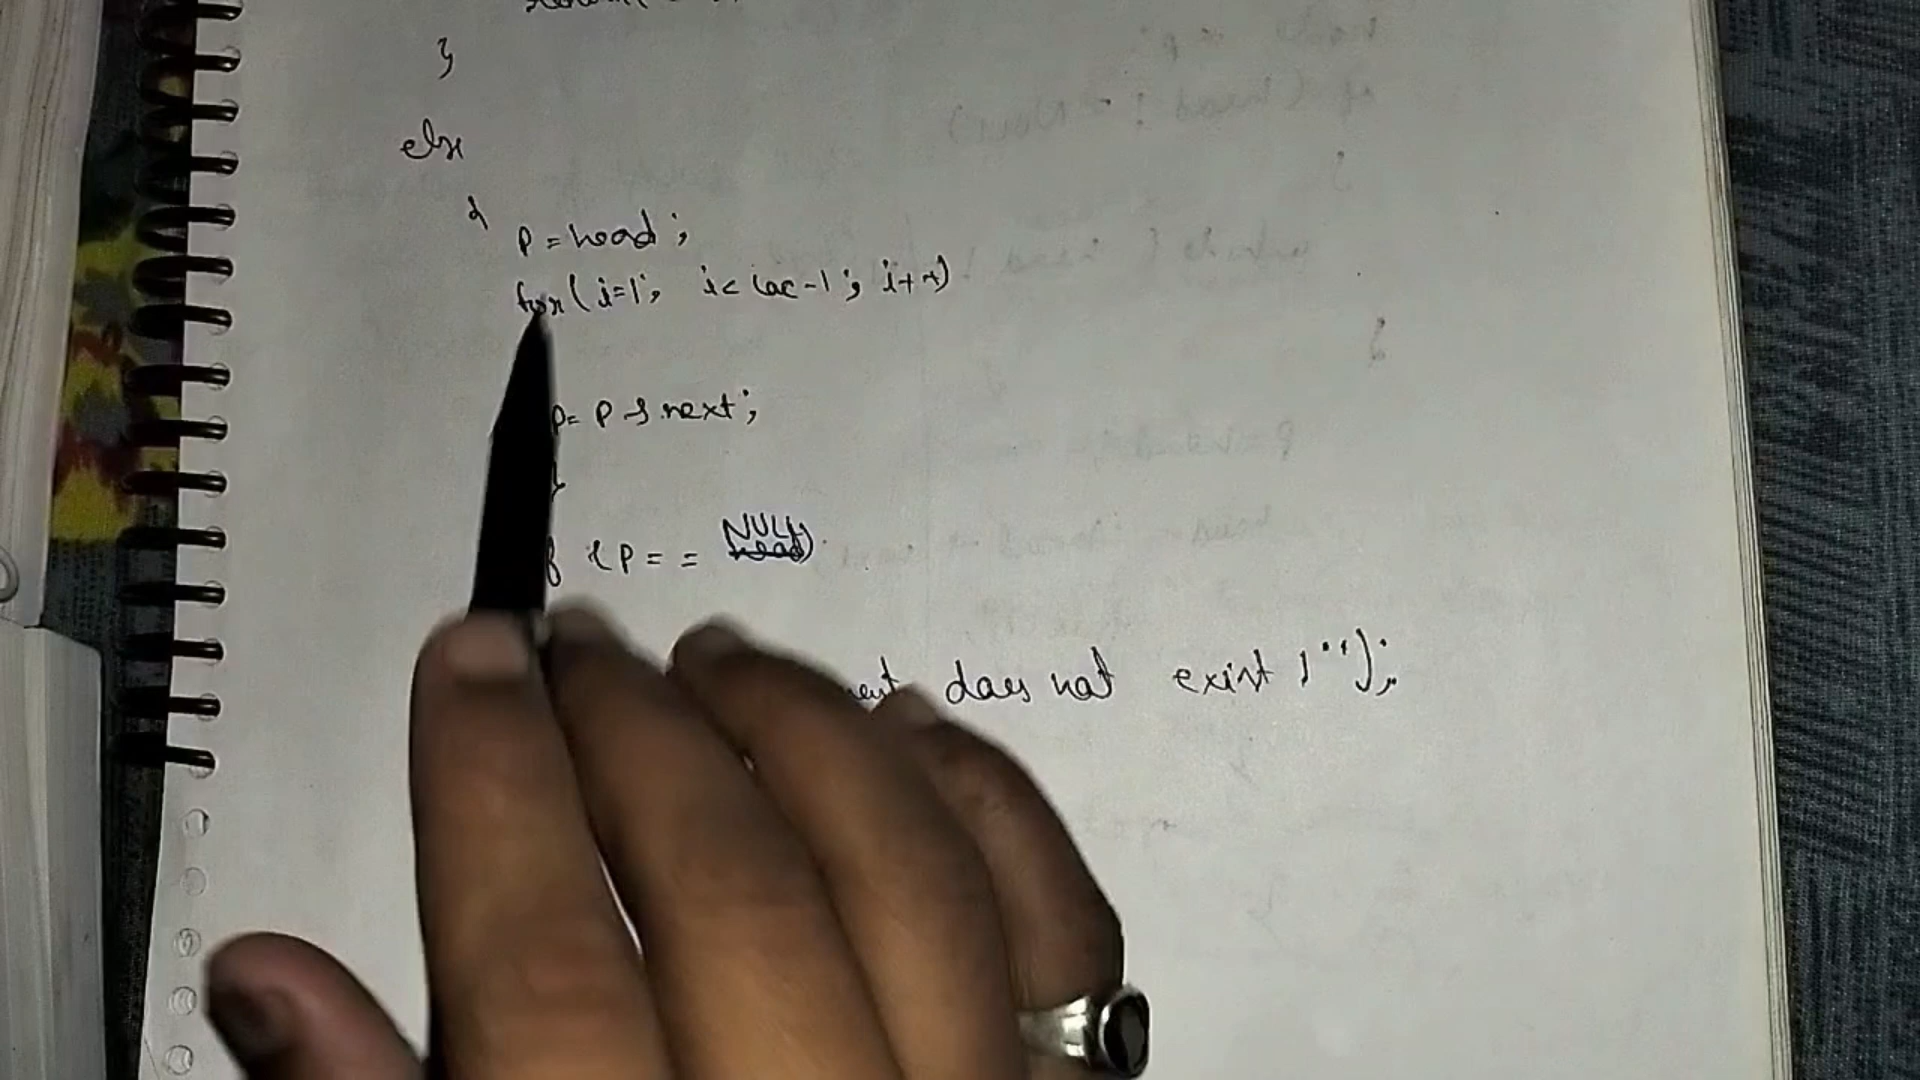 }
else
{ p = head ;
for( i=1 ; i< loc -1 ; i++)
p= p → next ;
}
{ p = = NULL)
does not exist ! ");